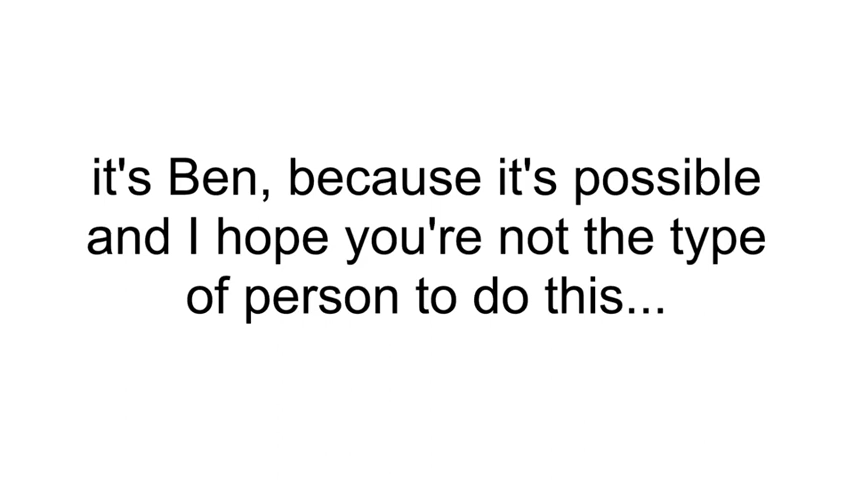 it's Ben, because it's possible
and I hope you're not the type
of person to do this...